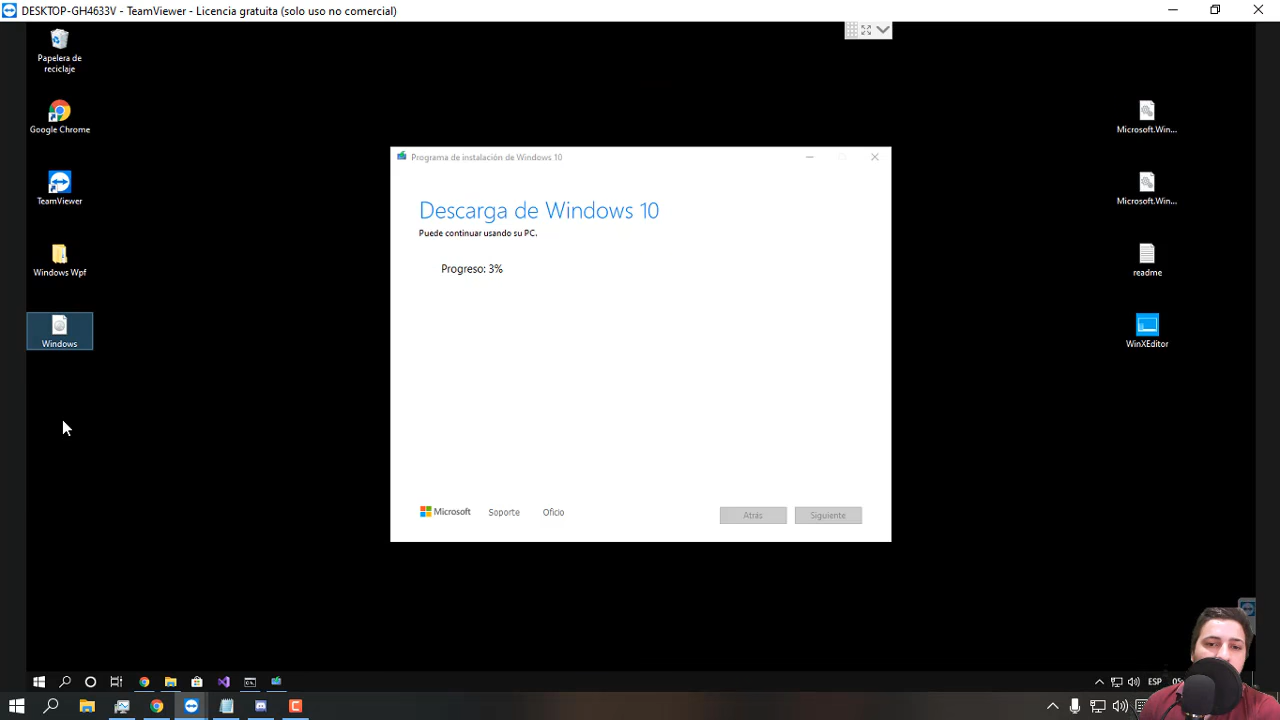 DESKTOP-GH4633V - TeamViewer - Licencia gratuita (solo uso no comercial)
Papelera de
reciclaje
Google Chrome
TeamViewer
Windows Wpf
Windows
Programa de instalación de Windows 10
Descarga de Windows 10
Puede continuar usando su PC.
Progreso: 3%
Microsoft
Soporte
Oficio
Atrás
Siguiente
Microsoft.Win...
Microsoft.Win...
readme
WinXEditor
ESP